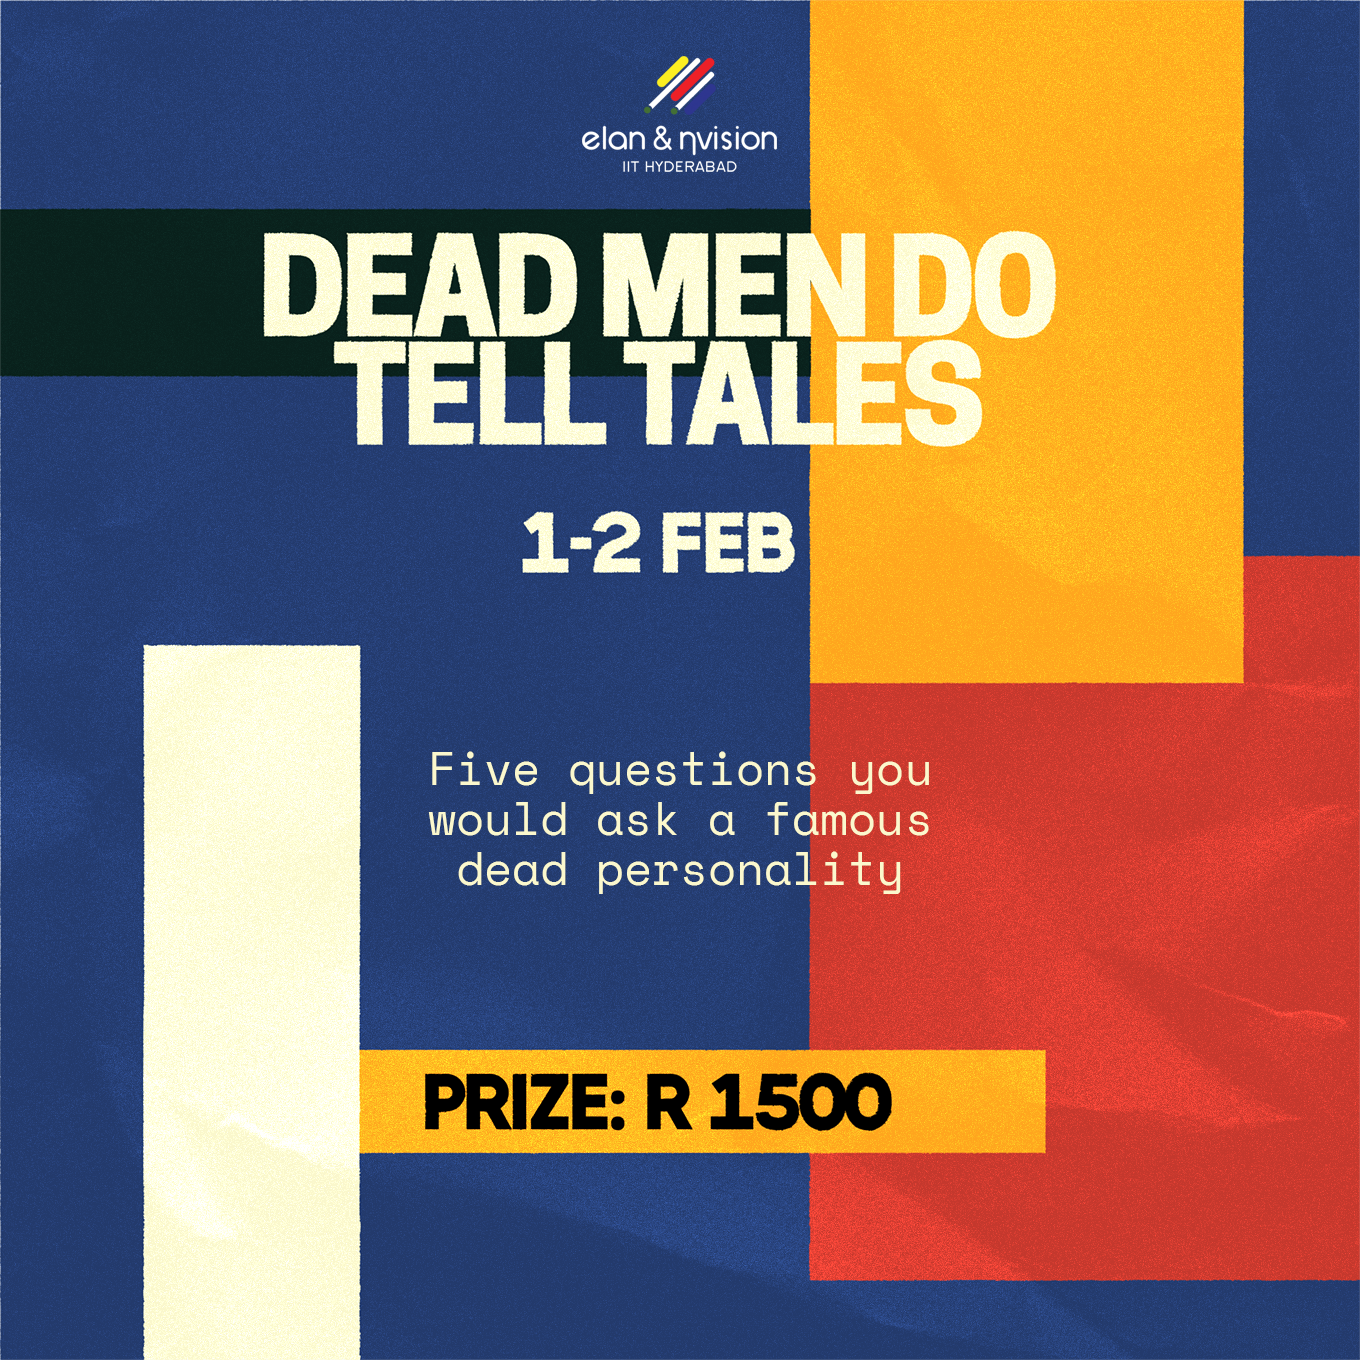 elan & ηvision
IIT HYDERABAD
DEAD MEN DO
TELL TALES
1-2 FEB
Five questions you
would ask a famous
dead personality
PRIZE: R 1500